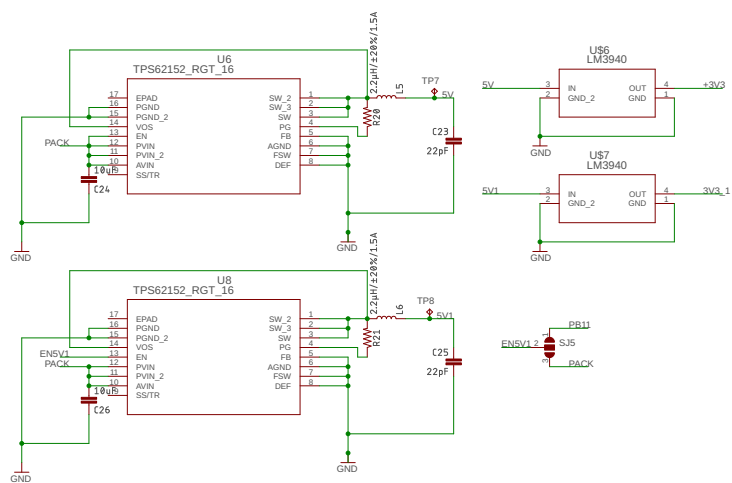 U6
TPS62152_RGT_16
17 EPAD SW_2 1
16 PGND SW_3 2
15 PGND_2 SW 3
14 VOS PG 4
13 EN FB 5
PACK 12 PVIN AGND 6
11 PVIN_2 FSW 7
10 AVIN DEF 8
9 SS/TR
10uF
C24
GND
2.2µH/±20%/1.5A
L5
R20
TP7
5V
C23
22pF
GND
U$6
LM3940
5V 3 IN OUT 4 +3V3
2 GND_2 GND 1
GND
U$7
LM3940
5V1 3 IN OUT 4 3V3_1
2 GND_2 GND 1
GND
U8
TPS62152_RGT_16
17 EPAD SW_2 1
16 PGND SW_3 2
15 PGND_2 SW 3
14 VOS PG 4
EN5V1 13 EN FB 5
PACK 12 PVIN AGND 6
11 PVIN_2 FSW 7
10 AVIN DEF 8
9 SS/TR
10uF
C26
GND
2.2µH/±20%/1.5A
L6
R21
TP8
5V1
C25
22pF
GND
PB11
1
EN5V1 2 SJ5
3
PACK